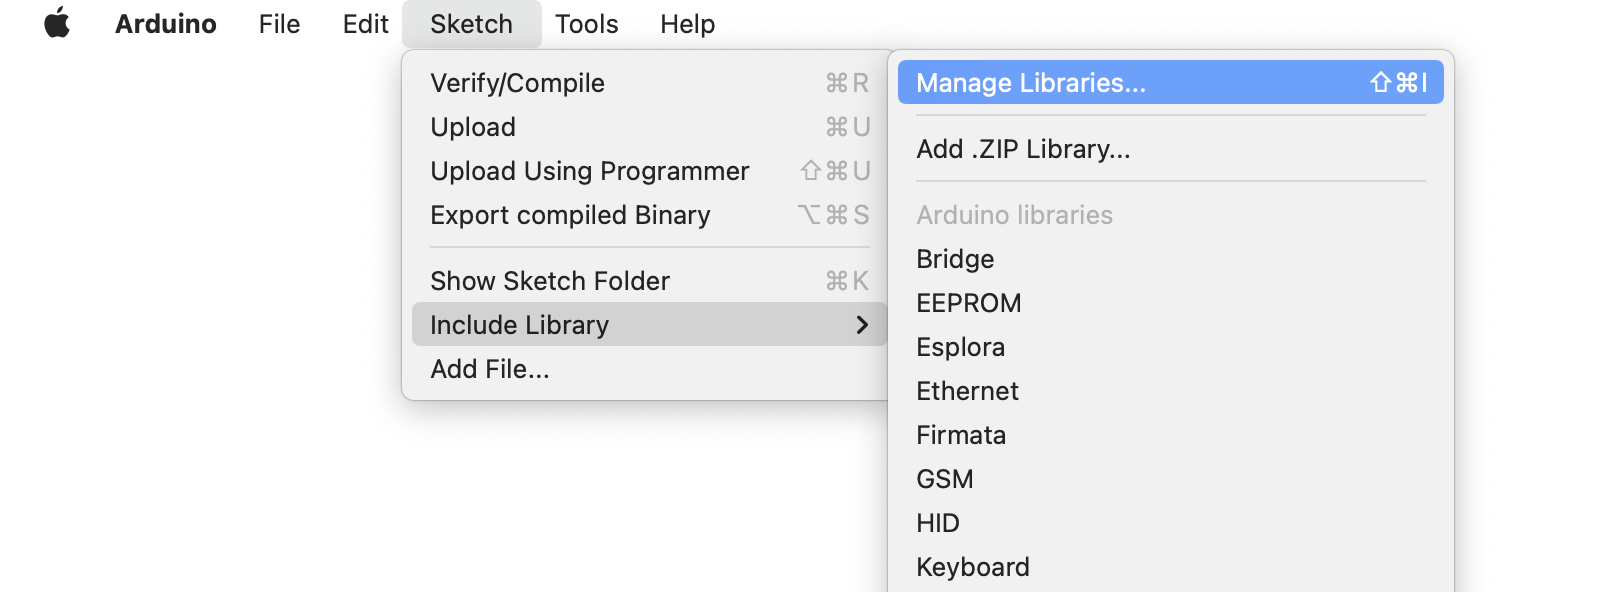 Arduino File Edit Sketch Tools Help
Verify/Compile ⌘R
Upload ⌘U
Upload Using Programmer ⇧⌘U
Export compiled Binary ⌥⌘S
Show Sketch Folder ⌘K
Include Library
Add File...
Manage Libraries... ⇧⌘I
Add .ZIP Library...
Arduino libraries
Bridge
EEPROM
Esplora
Ethernet
Firmata
GSM
HID
Keyboard